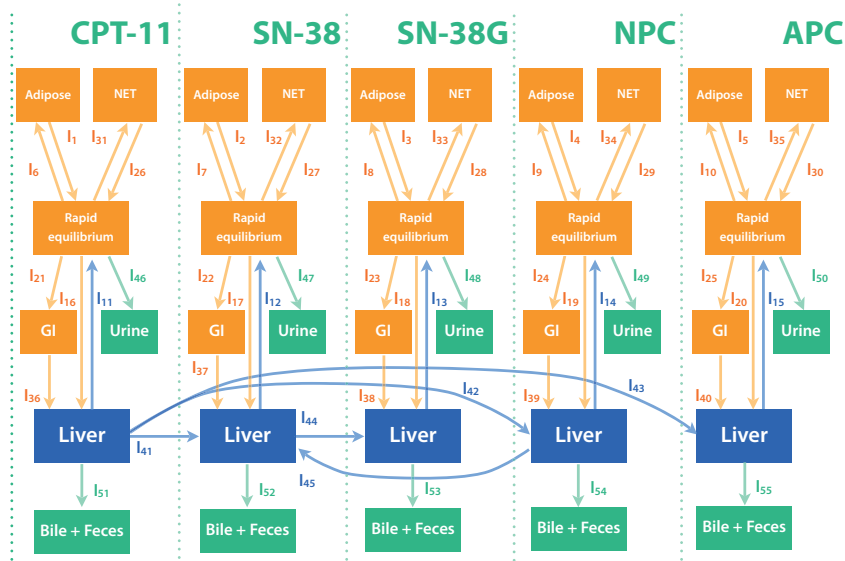 CPT-11 SN-38 SN-38G NPC APC
Adipose NET Adipose NET Adipose NET Adipose NET Adipose NET
I1 I31 I2 I32 I3 I33 I4 I34 I5 I35
I6 I26 I7 I27 I8 I28 I9 I29 I10 I30
Rapid Rapid Rapid Rapid Rapid
equilibrium equilibrium equilibrium equilibrium equilibrium
I21 I46 I22 I47 I23 I48 I24 I49 I25 I50
I16 I11 I17 I12 I18 I13 I19 I14 I20 I15
GI Urine GI Urine GI Urine GI Urine GI Urine
I37
I36 I42 I38 I39 I43 I40
I44
Liver Liver Liver Liver Liver
I41 I45
I51 I52 I53 I54 I55
Bile + Feces Bile + Feces Bile + Feces Bile + Feces Bile + Feces